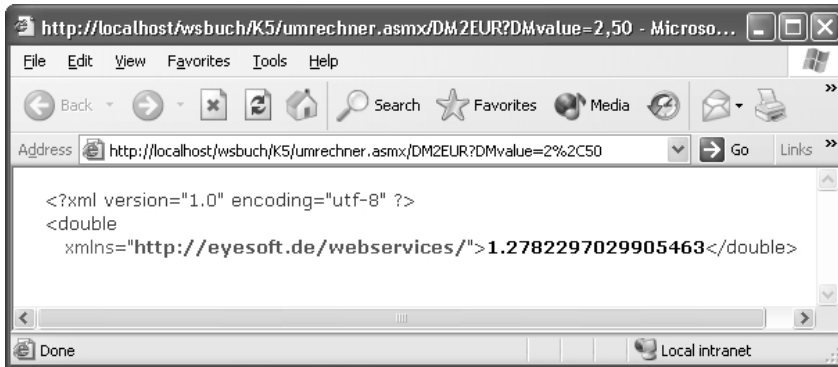 http://localhost/wsbuch/K5/umrechner.asmx/DM2EUR?DMvalue=2,50 - Microso...
File Edit View Favorites Tools Help
Back Search Favorites Media »
Address http://localhost/wsbuch/K5/umrechner.asmx/DM2EUR?DMvalue=2%2C50 Go Links »
<?xml version="1.0" encoding="utf-8" ?>
<double
xmlns="http://eyesoft.de/webservices/">1.2782297029905463</double>
Done Local intranet